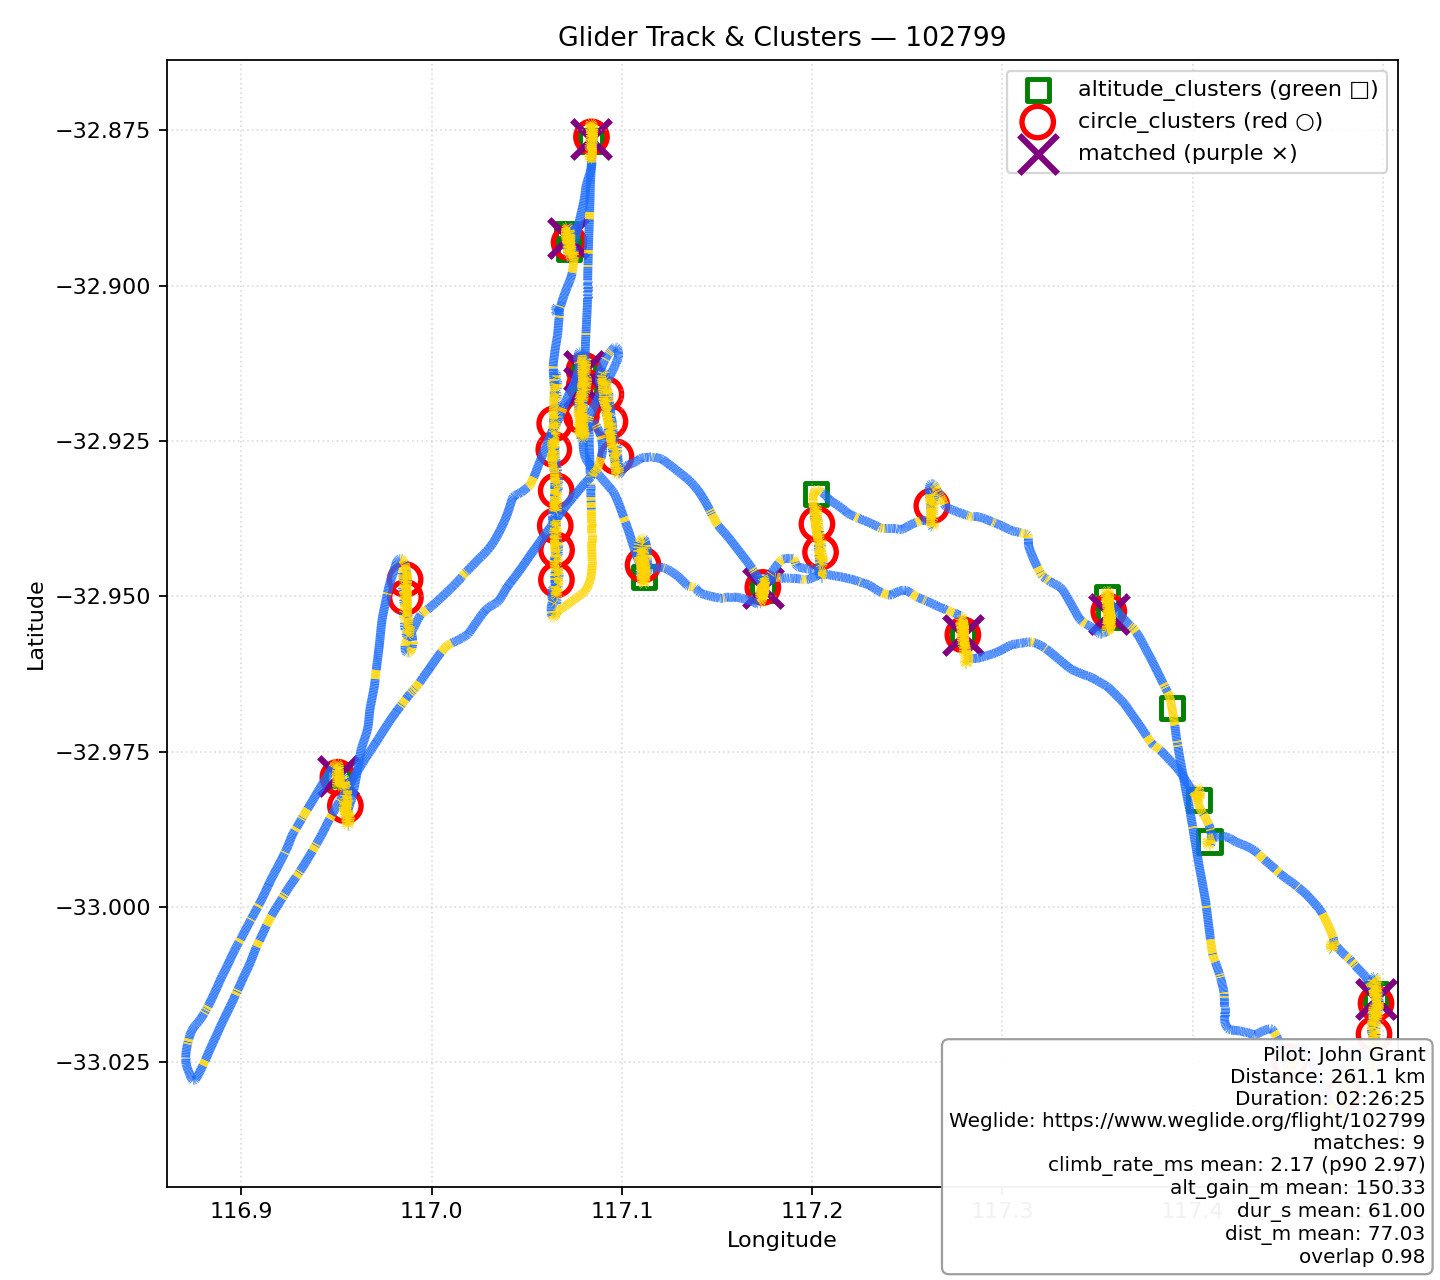 Glider Track & Clusters — 102799
altitude_clusters (green □)
circle_clusters (red ○)
matched (purple ×)
−32.875
−32.900
−32.925
−32.950
−32.975
−33.000
−33.025
Latitude
116.9
117.0
117.1
117.2
117.3
117.4
Longitude
Pilot: John Grant
Distance: 261.1 km
Duration: 02:26:25
Weglide: https://www.weglide.org/flight/102799
matches: 9
climb_rate_ms mean: 2.17 (p90 2.97)
alt_gain_m mean: 150.33
dur_s mean: 61.00
dist_m mean: 77.03
overlap 0.98